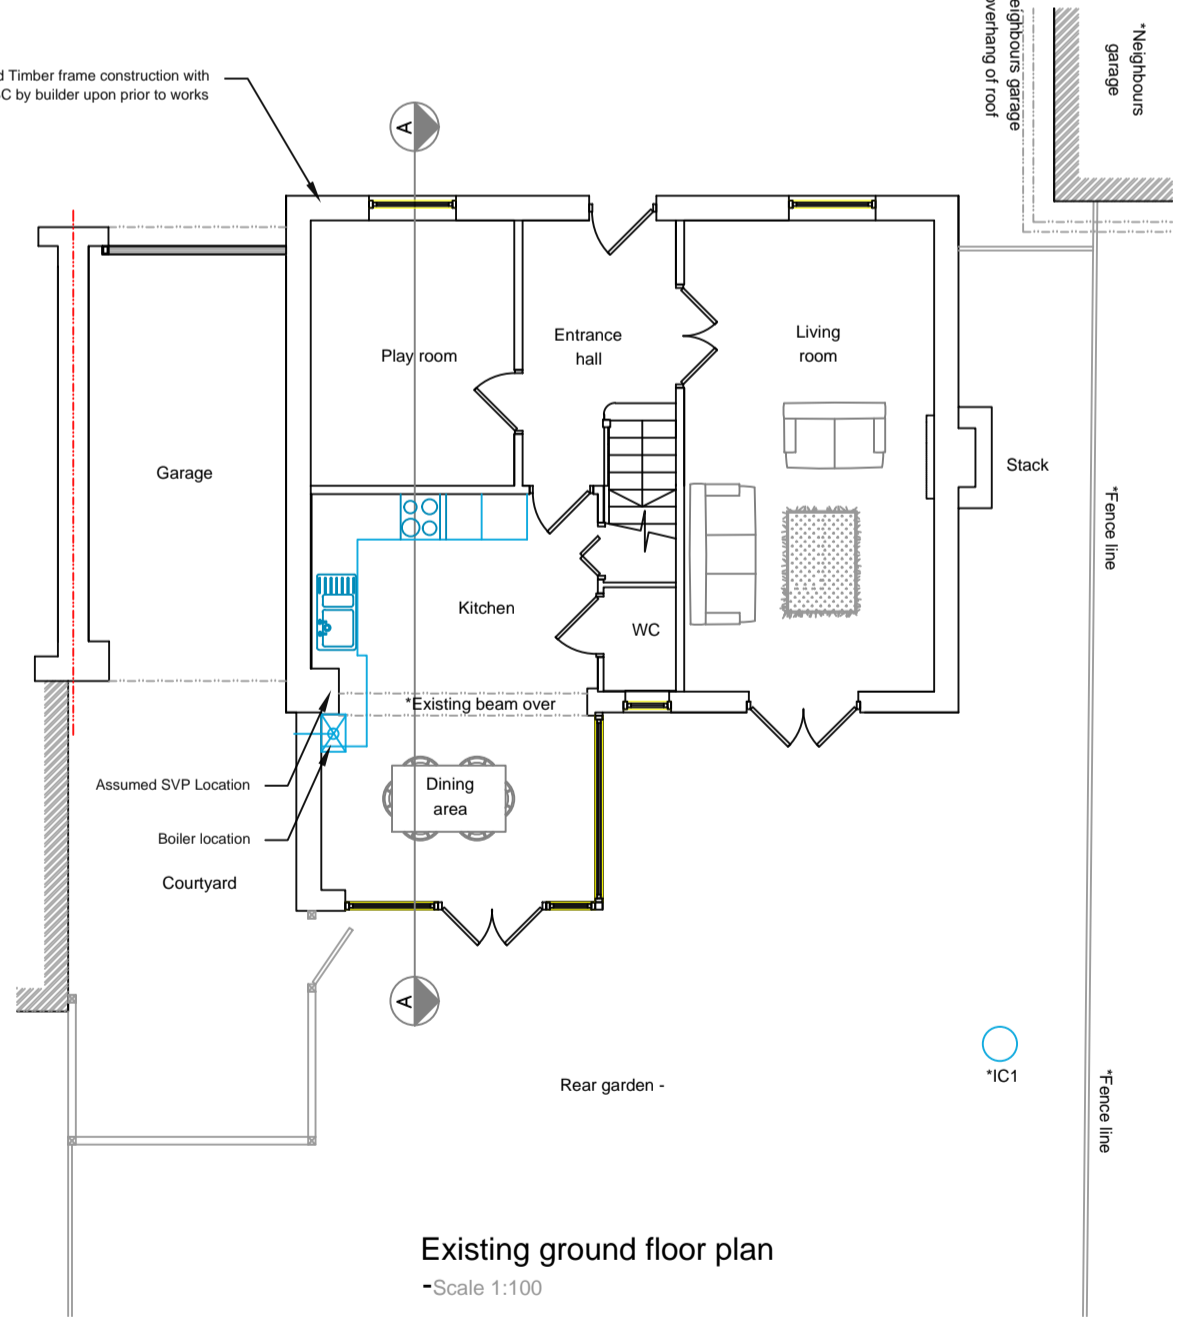 *Neighbours
garage
eighbours garage
overhang of roof
d Timber frame construction with
C by builder upon prior to works
A
Play room
Entrance
hall
Living
room
Garage
Stack
*Fence line
Kitchen
WC
*Existing beam over
Assumed SVP Location
Dining
area
Boiler location
Courtyard
A
*IC1
Rear garden -
*Fence line
Existing ground floor plan
-Scale 1:100